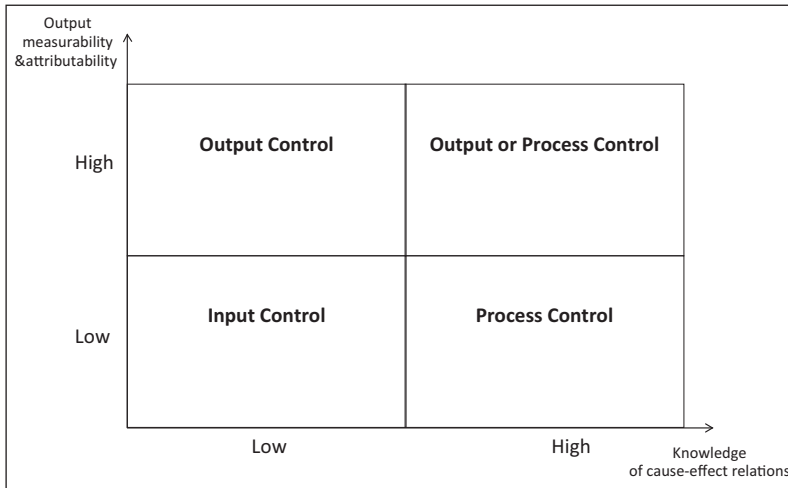 Output
measurability
&attributability
High
Output Control
Output or Process Control
Low
Input Control
Process Control
Low
High
Knowledge
of cause-effect relations